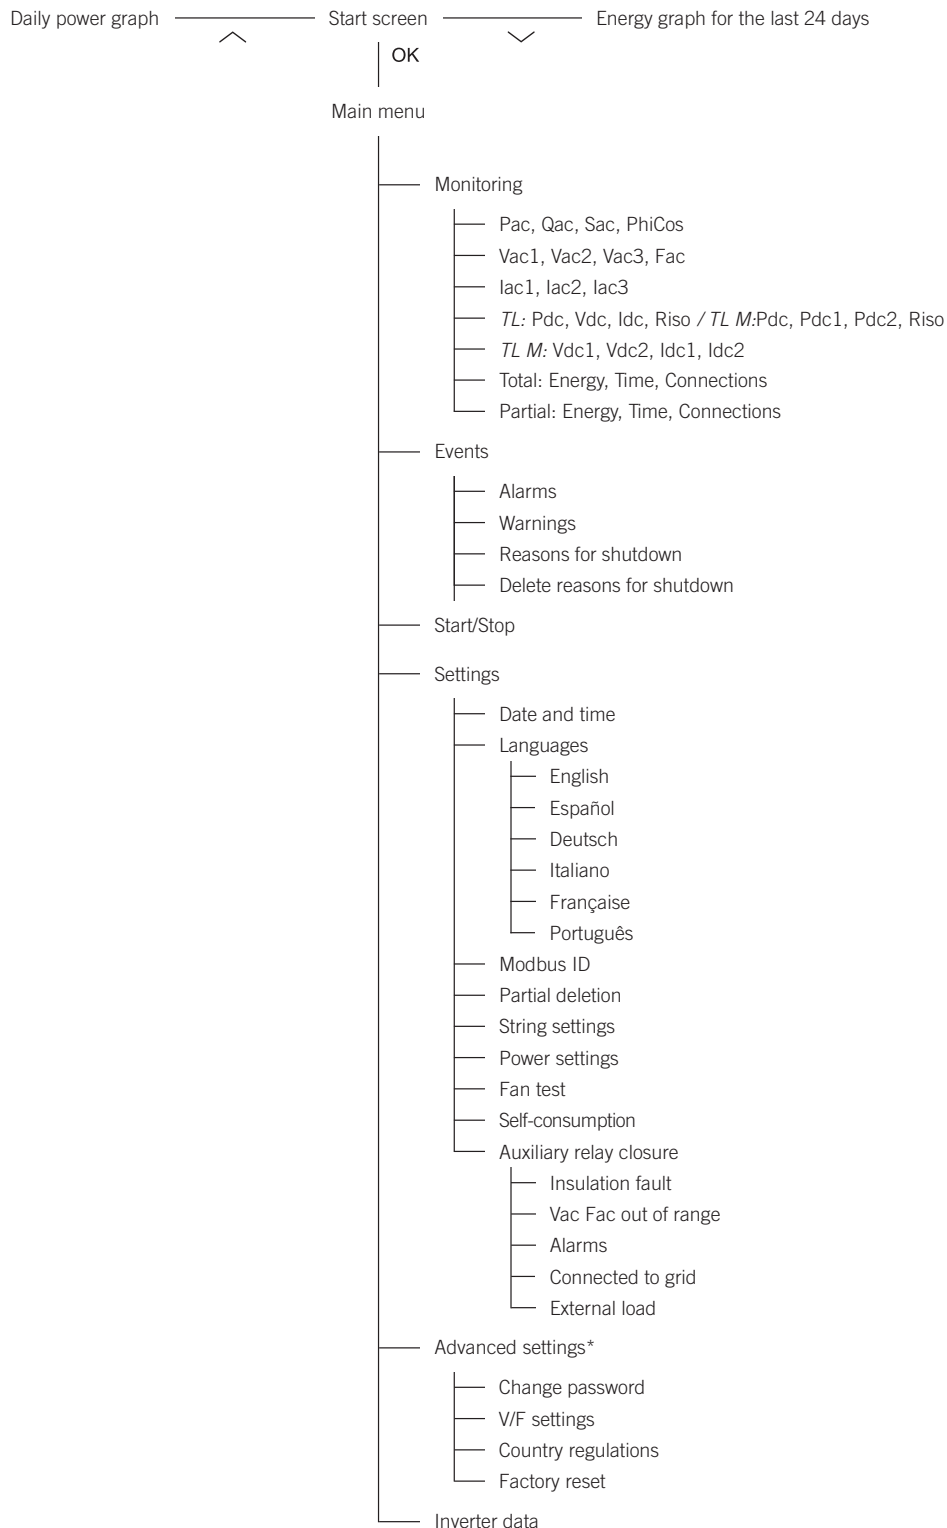 Daily power graph Start screen Energy graph for the last 24 days
OK
Main menu
Monitoring
Pac, Qac, Sac, PhiCos
Vac1, Vac2, Vac3, Fac
Iac1, Iac2, Iac3
TL: Pdc, Vdc, Idc, Riso / TL M:Pdc, Pdc1, Pdc2, Riso
TL M: Vdc1, Vdc2, Idc1, Idc2
Total: Energy, Time, Connections
Partial: Energy, Time, Connections
Events
Alarms
Warnings
Reasons for shutdown
Delete reasons for shutdown
Start/Stop
Settings
Date and time
Languages
English
Español
Deutsch
Italiano
Française
Português
Modbus ID
Partial deletion
String settings
Power settings
Fan test
Self-consumption
Auxiliary relay closure
Insulation fault
Vac Fac out of range
Alarms
Connected to grid
External load
Advanced settings*
Change password
V/F settings
Country regulations
Factory reset
Inverter data